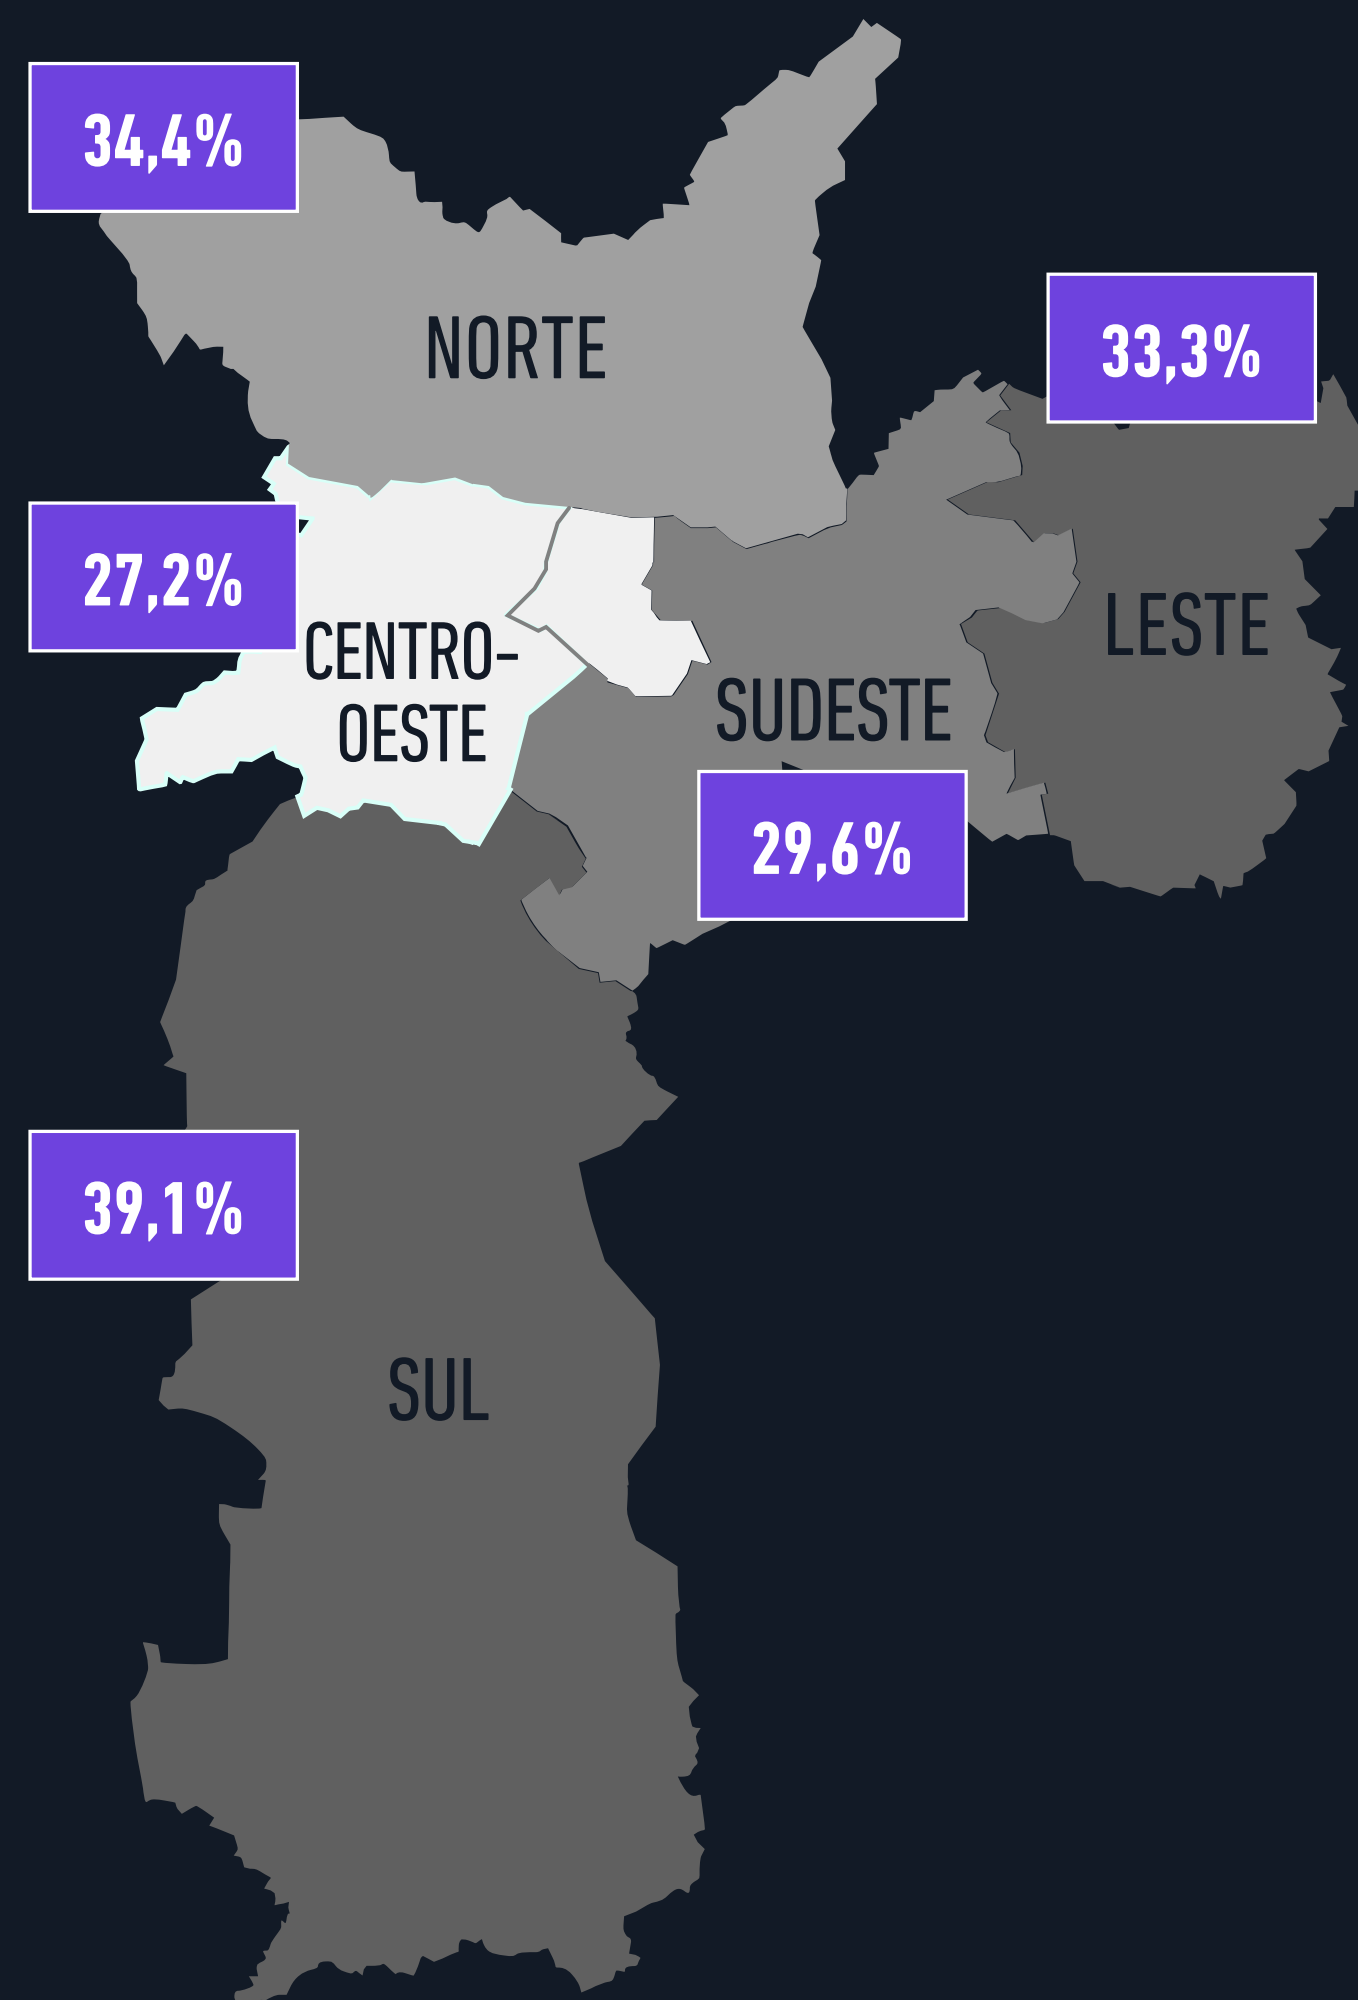 34,4%
NORTE
33,3%
27,2%
CENTRO-
OESTE
LESTE
SUDESTE
29,6%
39,1%
SUL